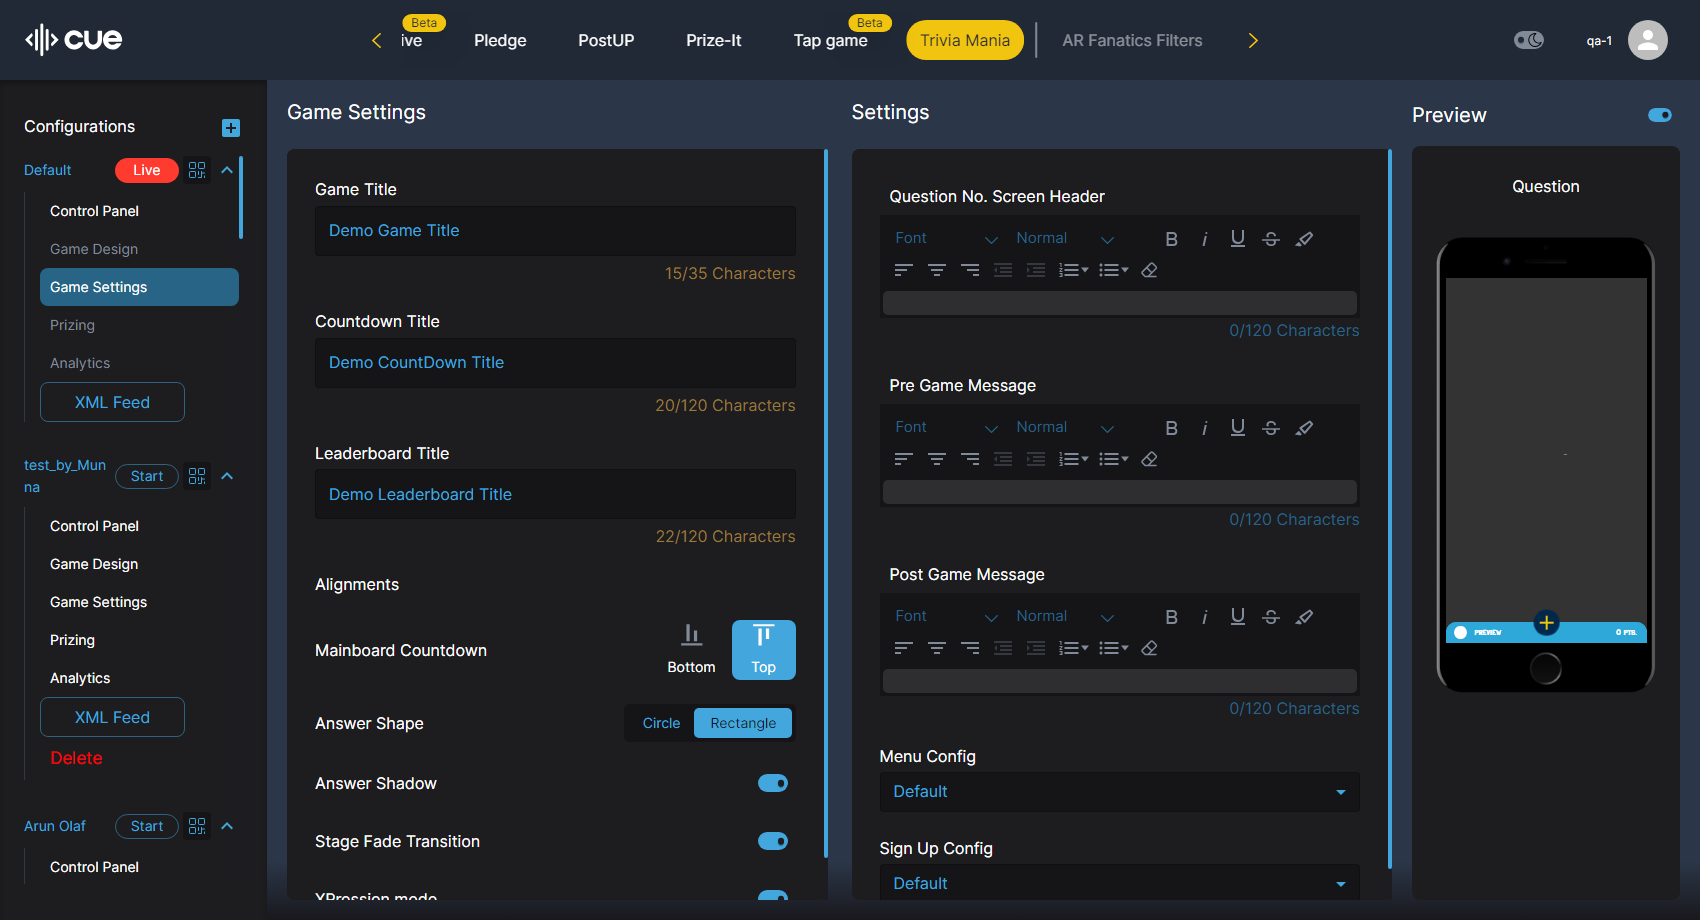 cue
ive
Beta
Pledge
PostUP
Prize-It
Tap game
Beta
Trivia Mania
AR Fanatics Filters
qa-1
Configurations
Default
Live
Control Panel
Game Design
Game Settings
Prizing
Analytics
XML Feed
test_by_Mun
na
Start
Control Panel
Game Design
Game Settings
Prizing
Analytics
XML Feed
Delete
Arun Olaf
Start
Control Panel
Game Settings
Game Title
Demo Game Title
15/35 Characters
Countdown Title
Demo CountDown Title
20/120 Characters
Leaderboard Title
Demo Leaderboard Title
22/120 Characters
Alignments
Mainboard Countdown
Bottom
Top
Answer Shape
Circle
Rectangle
Answer Shadow
Stage Fade Transition
XPression mode
Settings
Question No. Screen Header
Font
Normal
0/120 Characters
Pre Game Message
Font
Normal
0/120 Characters
Post Game Message
Font
Normal
0/120 Characters
Menu Config
Default
Sign Up Config
Default
Preview
Question
-
PREVIEW
0 PTS.